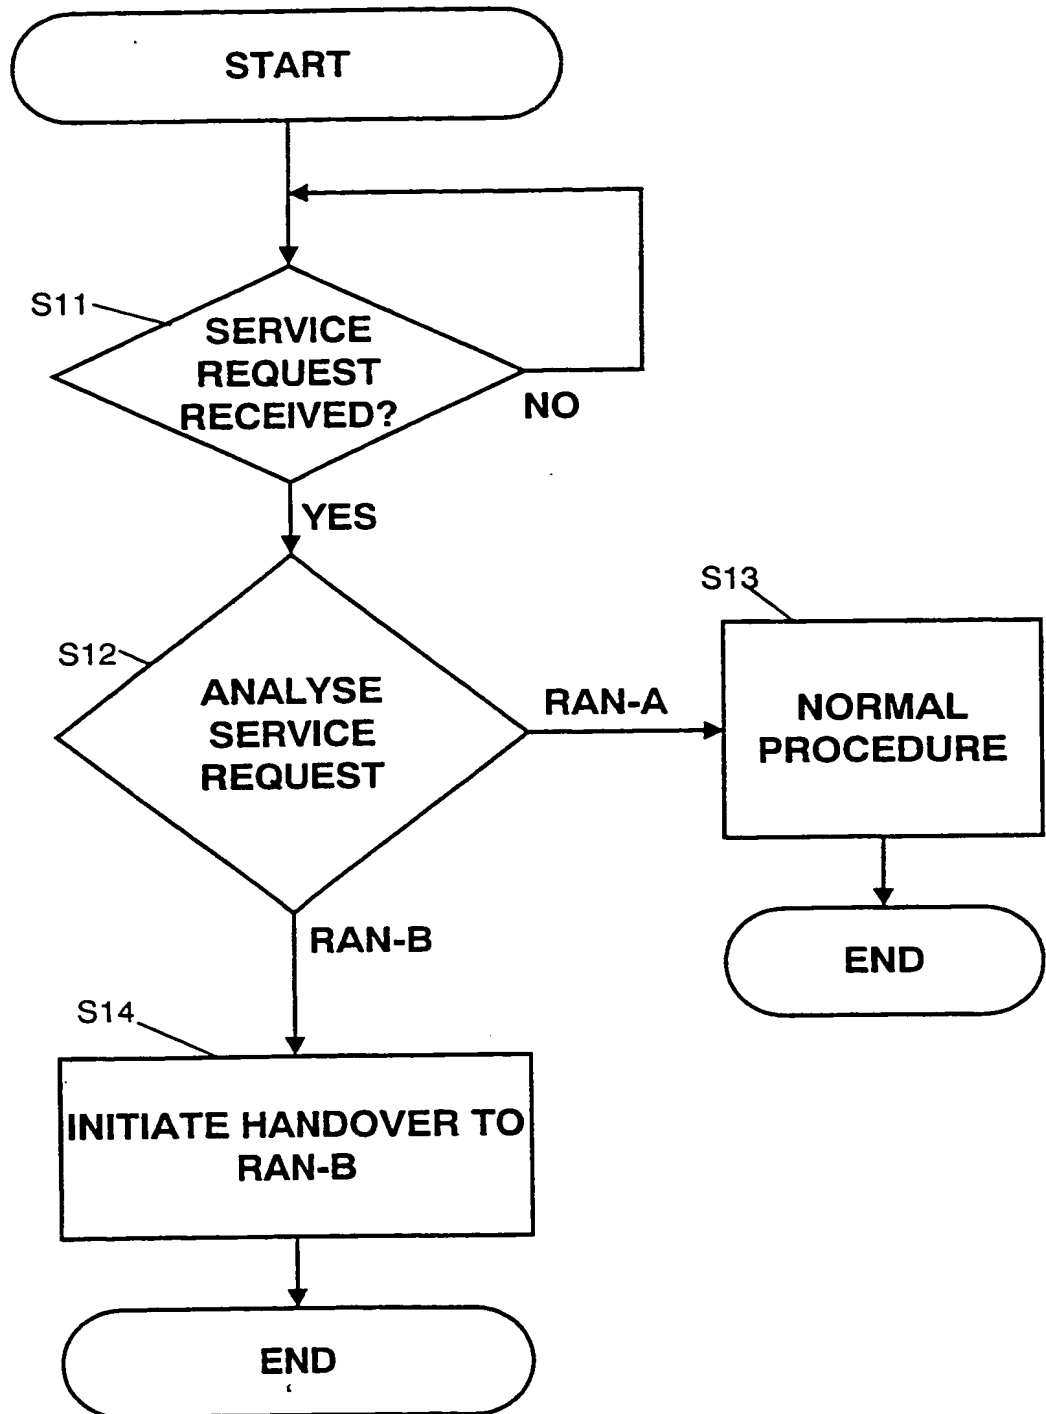 START
S11
SERVICE
REQUEST
RECEIVED?
NO
YES
S12
ANALYSE
SERVICE
REQUEST
RAN-A
S13
NORMAL
PROCEDURE
END
RAN-B
S14
INITIATE HANDOVER TO
RAN-B
END